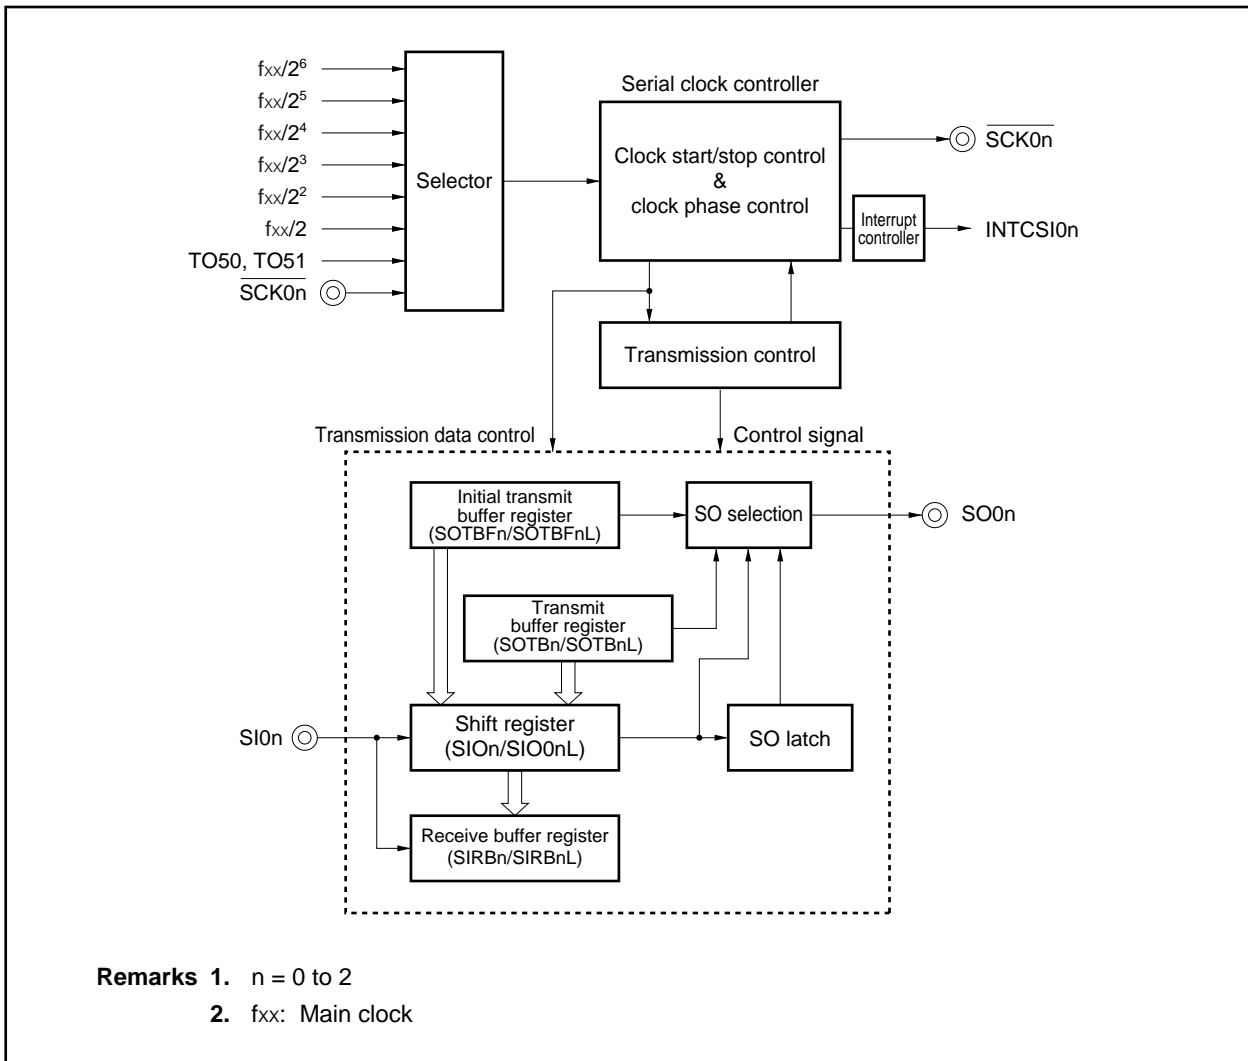 fxx/2⁶
fxx/2⁵
fxx/2⁴
fxx/2³
fxx/2²
fxx/2
TO50, TO51
SCK0n
Selector
Serial clock controller
Clock start/stop control
&
clock phase control
SCK0n
Interrupt
controller
INTCSI0n
Transmission control
Transmission data control
Control signal
Initial transmit
buffer register
(SOTBFn/SOTBFnL)
SO selection
SO0n
Transmit
buffer register
(SOTBn/SOTBnL)
SI0n
Shift register
(SIOn/SIO0nL)
SO latch
Receive buffer register
(SIRBn/SIRBnL)
Remarks 1. n = 0 to 2
2. fxx: Main clock